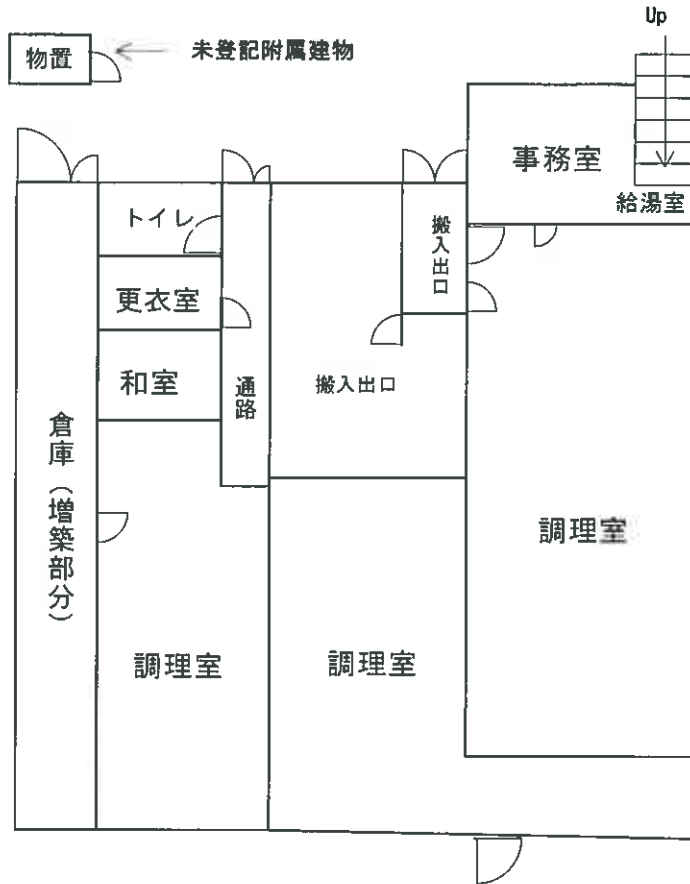 Up
物置
未登記附属建物
事務室
給湯室
トイレ
搬入出口
更衣室
和室
通路
搬入出口
倉庫（増築部分）
調理室
調理室
調理室